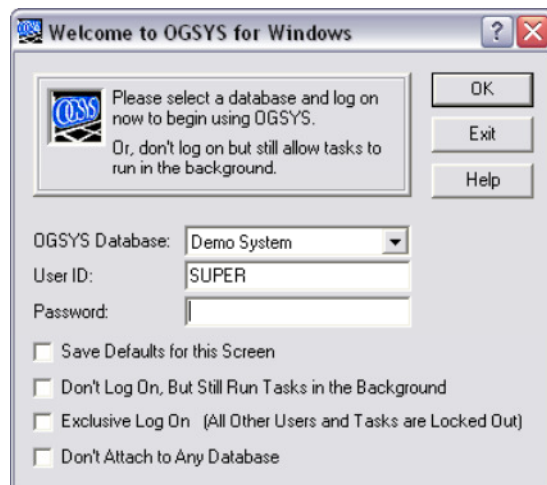 Welcome to OGSYS for Windows
?
OGSYS
Please select a database and log on
now to begin using OGSYS.
Or, don't log on but still allow tasks to
run in the background.
OK
Exit
Help
OGSYS Database:
Demo System
User ID:
SUPER
Password:
Save Defaults for this Screen
Don't Log On, But Still Run Tasks in the Background
Exclusive Log On (All Other Users and Tasks are Locked Out)
Don't Attach to Any Database